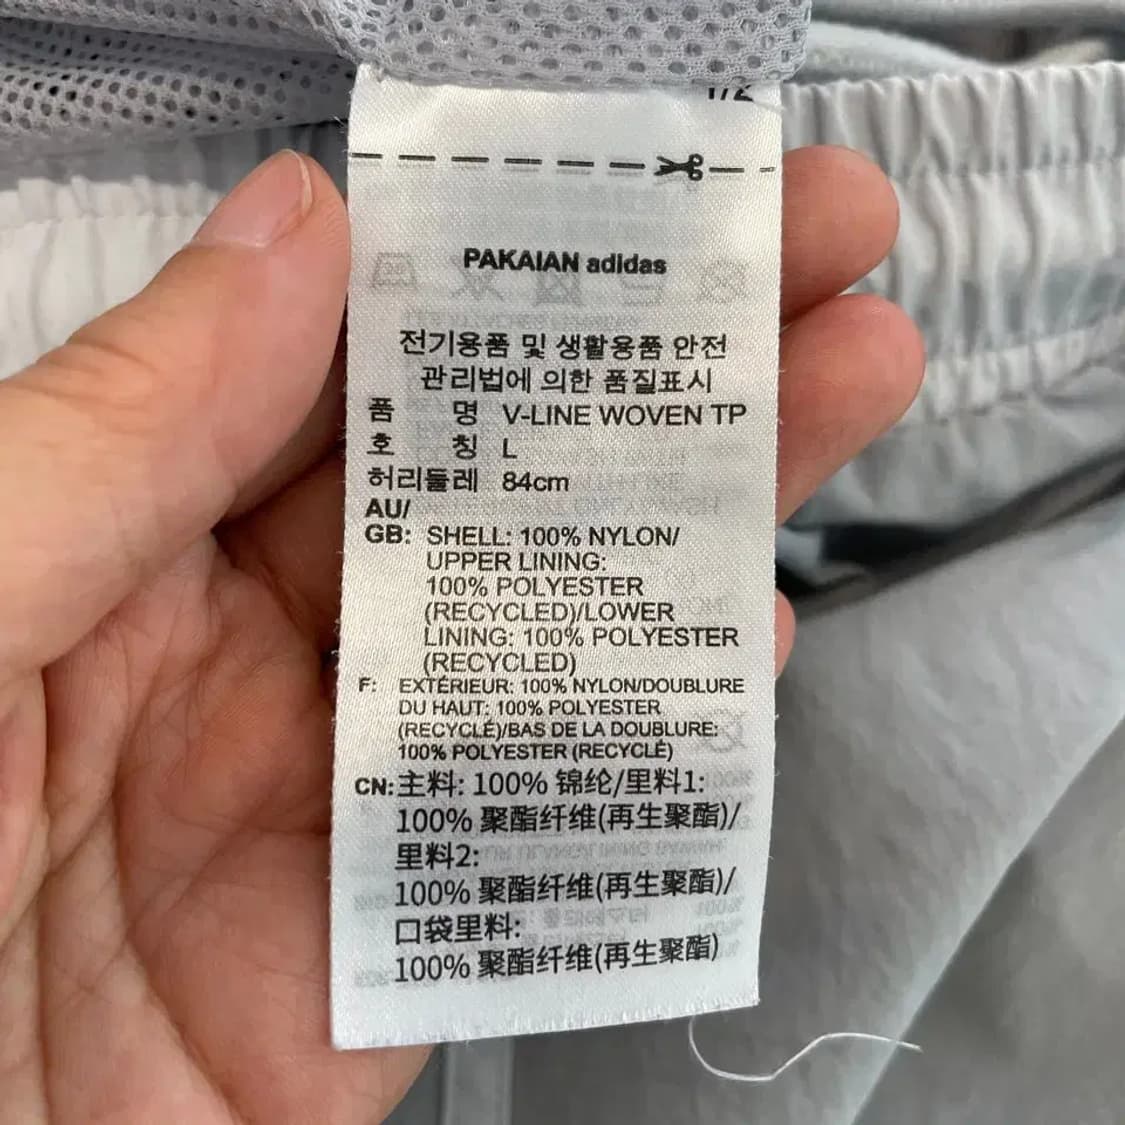 1/2
PAKAIAN adidas
전기용품 및 생활용품 안전
관리법에 의한 품질표시
품 명 V-LINE WOVEN TP
호 칭 L
허리둘레 84cm
AU/
GB: SHELL: 100% NYLON/
UPPER LINING:
100% POLYESTER
(RECYCLED)/LOWER
LINING: 100% POLYESTER
(RECYCLED)
F: EXTÉRIEUR: 100% NYLON/DOUBLURE
DU HAUT: 100% POLYESTER
(RECYCLÉ)/BAS DE LA DOUBLURE:
100% POLYESTER (RECYCLÉ)
CN: 主料: 100% 锦纶/里料1:
100% 聚酯纤维(再生聚酯)/
里料2:
100% 聚酯纤维(再生聚酯)/
口袋里料:
100% 聚酯纤维(再生聚酯)